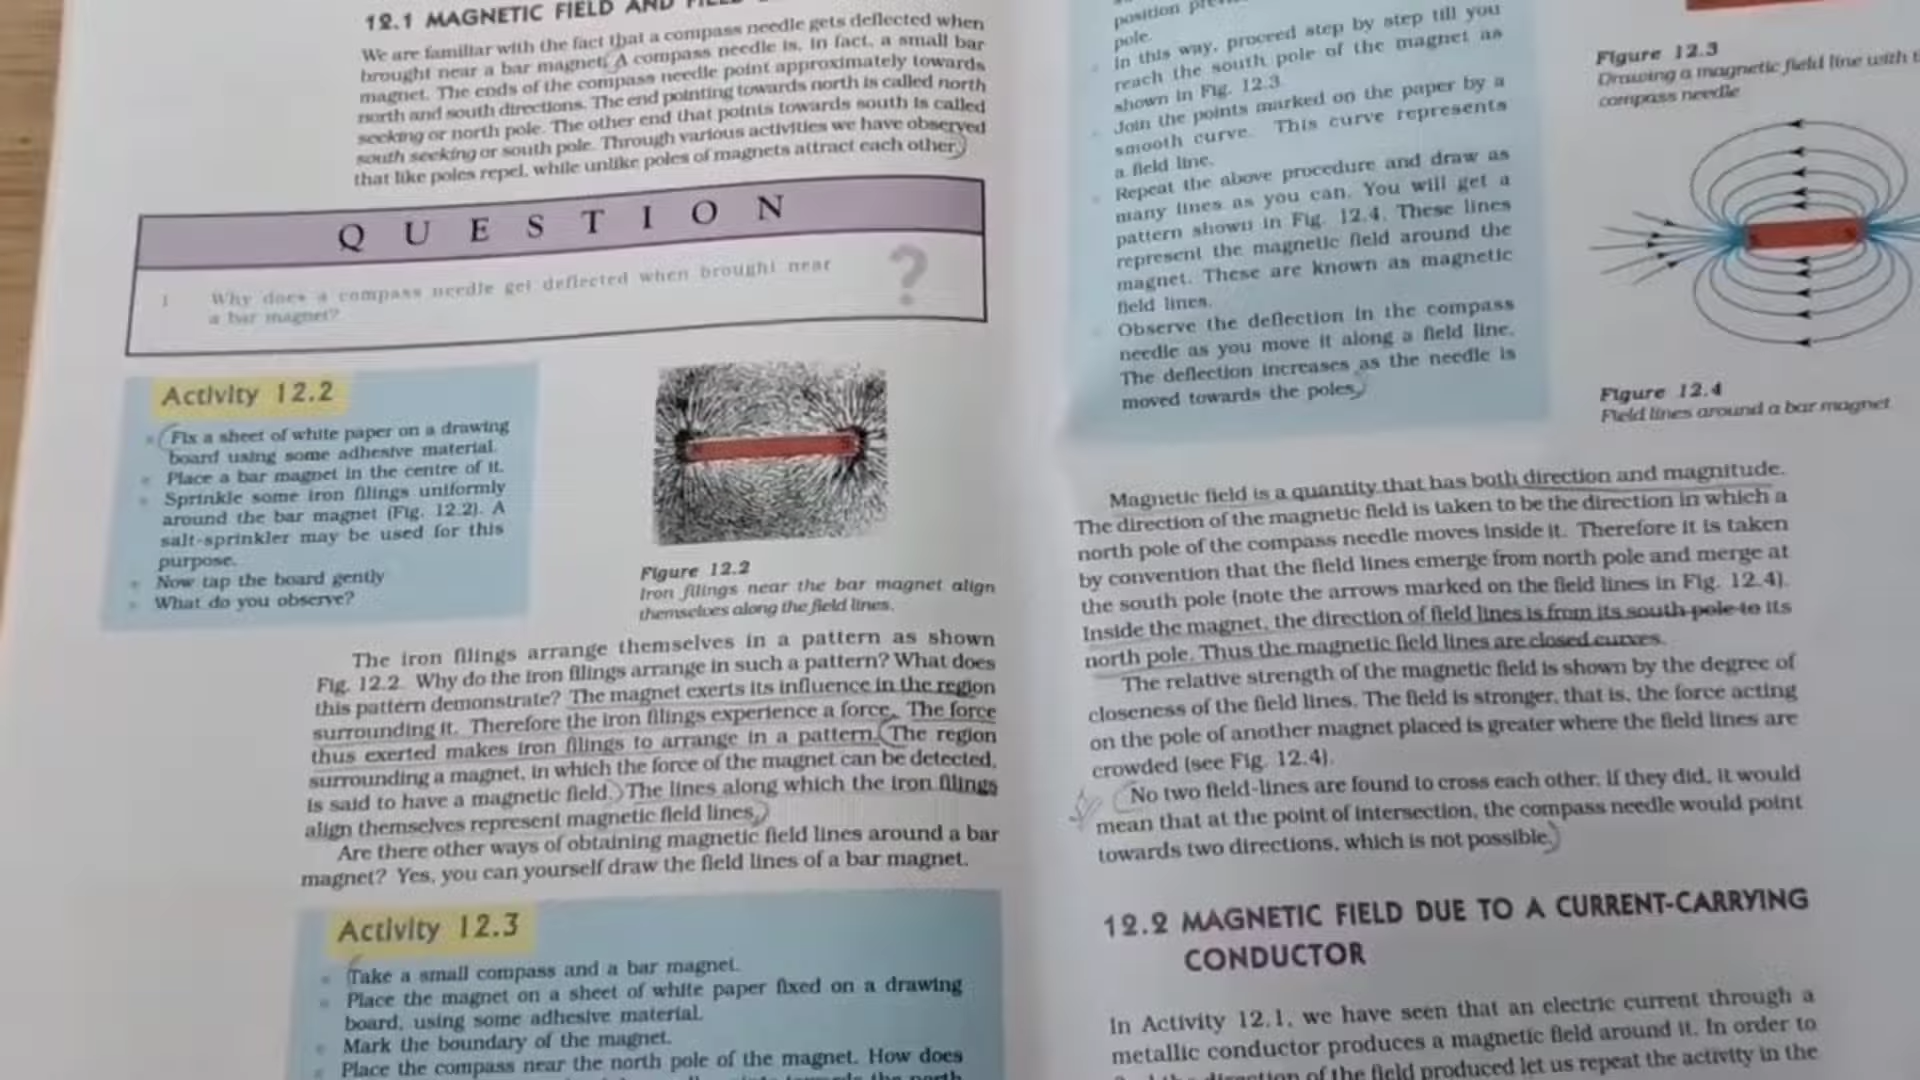 12.1 MAGNETIC FIELD AND
We are familiar with the fact that a compass needle gets deflected when
brought near a bar magnet. A compass needle is, in fact, a small bar
magnet. The ends of the compass needle point approximately towards
north and south directions. The end pointing towards north is called north
seeking or north pole. The other end that points towards south is called
south seeking or south pole. Through various activities we have observed
that like poles repel, while unlike poles of magnets attract each other.
QUESTION
?
1 Why does a compass needle get deflected when brought near
a bar magnet?
Activity 12.2
Fix a sheet of white paper on a drawing
board using some adhesive material.
Place a bar magnet in the centre of it.
Sprinkle some iron filings uniformly
around the bar magnet (Fig. 12.2). A
salt-sprinkler may be used for this
purpose.
Now tap the board gently
What do you observe?
Figure 12.2
Iron filings near the bar magnet align
themselves along the field lines.
The iron filings arrange themselves in a pattern as shown
Fig. 12.2. Why do the iron filings arrange in such a pattern? What does
this pattern demonstrate? The magnet exerts its influence in the region
surrounding it. Therefore the iron filings experience a force. The force
thus exerted makes iron filings to arrange in a pattern. The region
surrounding a magnet, in which the force of the magnet can be detected,
is said to have a magnetic field. The lines along which the iron filings
align themselves represent magnetic field lines.
Are there other ways of obtaining magnetic field lines around a bar
magnet? Yes, you can yourself draw the field lines of a bar magnet.
Activity 12.3
Take a small compass and a bar magnet.
Place the magnet on a sheet of white paper fixed on a drawing
board, using some adhesive material.
Mark the boundary of the magnet.
Place the compass near the north pole of the magnet. How does
position
pole.
In this way, proceed step by step till you
reach the south pole of the magnet as
shown in Fig. 12.3
Join the points marked on the paper by a
smooth curve. This curve represents
a field line.
Repeat the above procedure and draw as
many lines as you can. You will get a
pattern shown in Fig. 12.4. These lines
represent the magnetic field around the
magnet. These are known as magnetic
field lines.
Observe the deflection in the compass
needle as you move it along a field line.
The deflection increases as the needle is
moved towards the poles.
Figure 12.3
Drawing a magnetic field line with
compass needle
Figure 12.4
Field lines around a bar magnet
Magnetic field is a quantity that has both direction and magnitude.
The direction of the magnetic field is taken to be the direction in which a
north pole of the compass needle moves inside it. Therefore it is taken
by convention that the field lines emerge from north pole and merge at
the south pole (note the arrows marked on the field lines in Fig. 12.4).
Inside the magnet, the direction of field lines is from its south pole to its
north pole. Thus the magnetic field lines are closed curves.
The relative strength of the magnetic field is shown by the degree of
closeness of the field lines. The field is stronger, that is, the force acting
on the pole of another magnet placed is greater where the field lines are
crowded (see Fig. 12.4).
No two field-lines are found to cross each other. If they did, it would
mean that at the point of intersection, the compass needle would point
towards two directions, which is not possible.
12.2 MAGNETIC FIELD DUE TO A CURRENT-CARRYING
CONDUCTOR
In Activity 12.1, we have seen that an electric current through a
metallic conductor produces a magnetic field around it. In order to
direction of the field produced let us repeat the activity in the